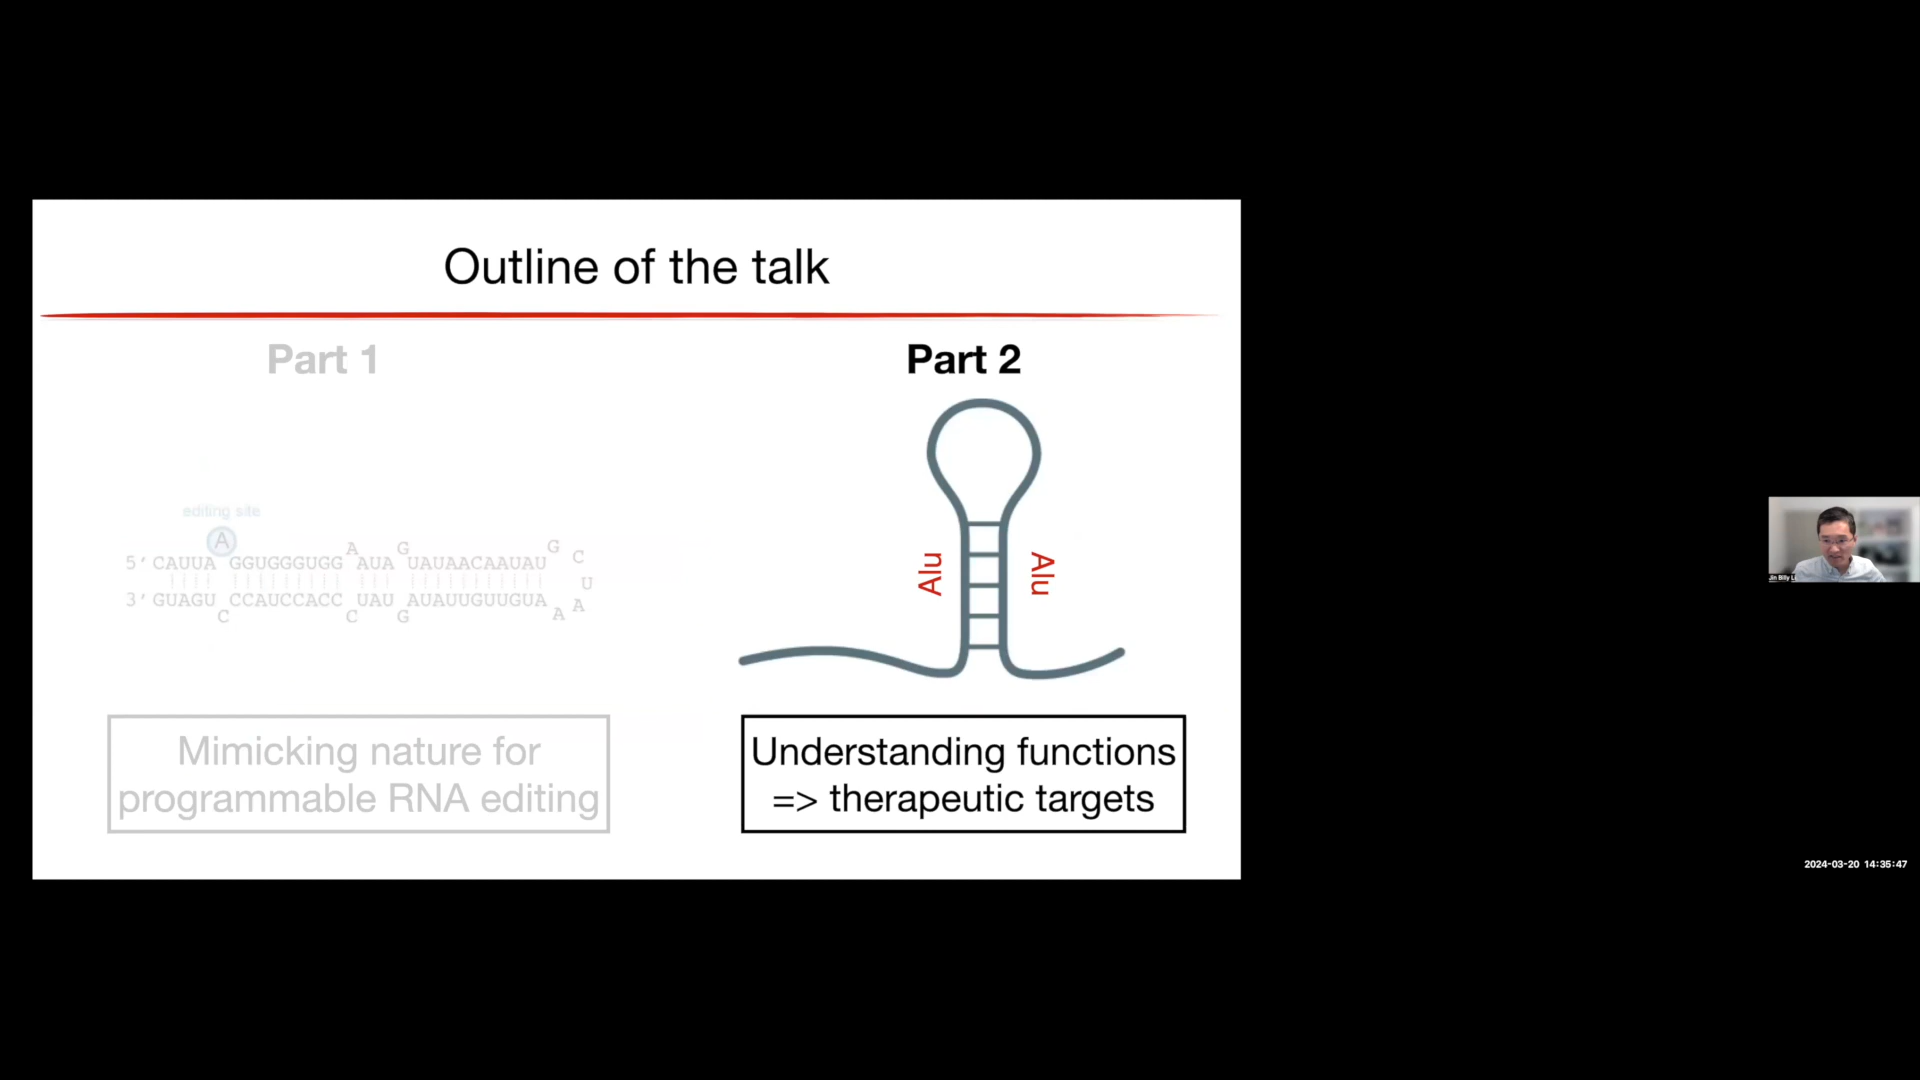 Outline of the talk
Part 1
Part 2
editing site
A
A G G
5' CAUUA GGUGGGUGG AUA UAUAACAAUAU C
U
3' GUAGU CCAUCCACC UAU AUAUUGUUGUA A
C C G A
Alu
Alu
Mimicking nature for
programmable RNA editing
Understanding functions
=> therapeutic targets
Jin Billy
2024-03-20 14:35:47